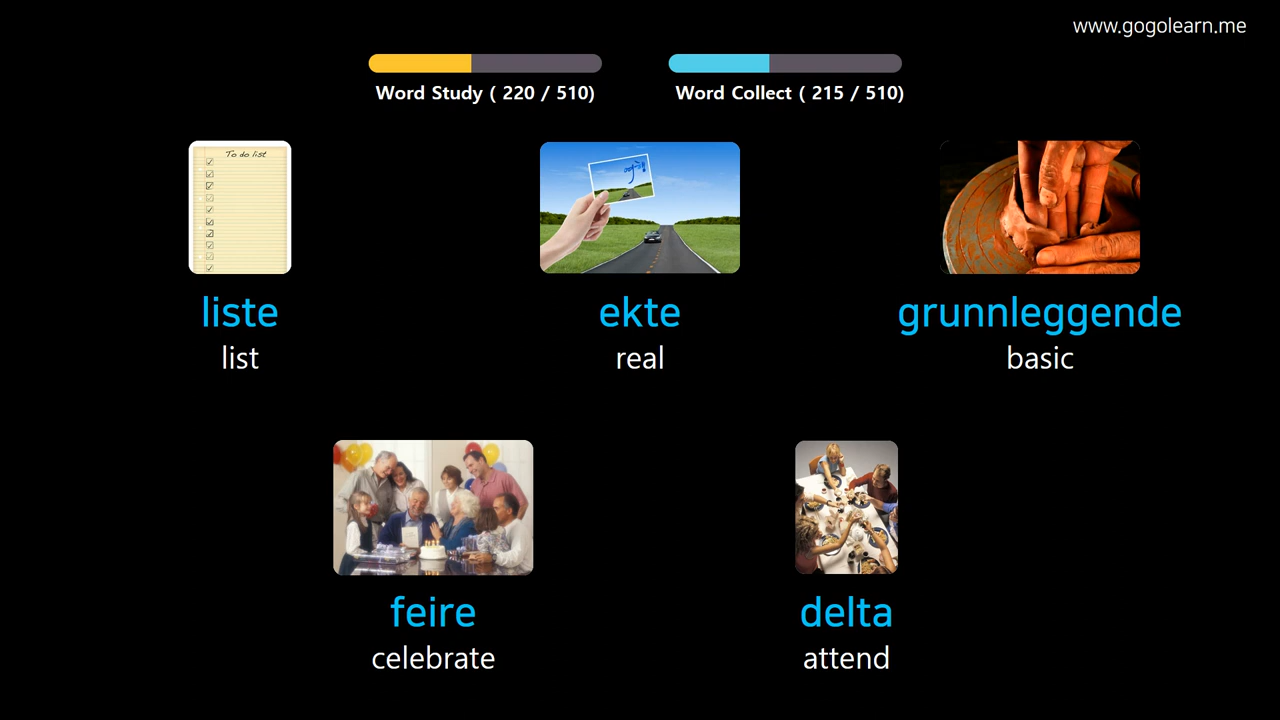 www.gogolearn.me
Word Study ( 220 / 510)
Word Collect ( 215 / 510)
To do list
liste
list
ekte
real
grunnleggende
basic
feire
celebrate
delta
attend